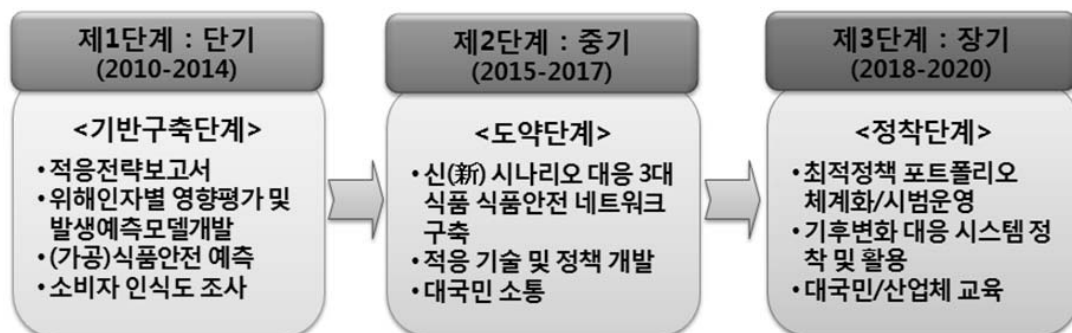 제1단계 : 단기
(2010-2014)
<기반구축단계>
•적응전략보고서
•위해인자별 영향평가 및
발생예측모델개발
•(가공)식품안전 예측
•소비자 인식도 조사
제2단계 : 중기
(2015-2017)
<도약단계>
•신(新) 시나리오 대응 3대
식품 식품안전 네트워크
구축
•적응 기술 및 정책 개발
•대국민 소통
제3단계 : 장기
(2018-2020)
<정착단계>
•최적정책 포트폴리오
체계화/시범운영
•기후변화 대응 시스템 정
착 및 활용
•대국민/산업체 교육